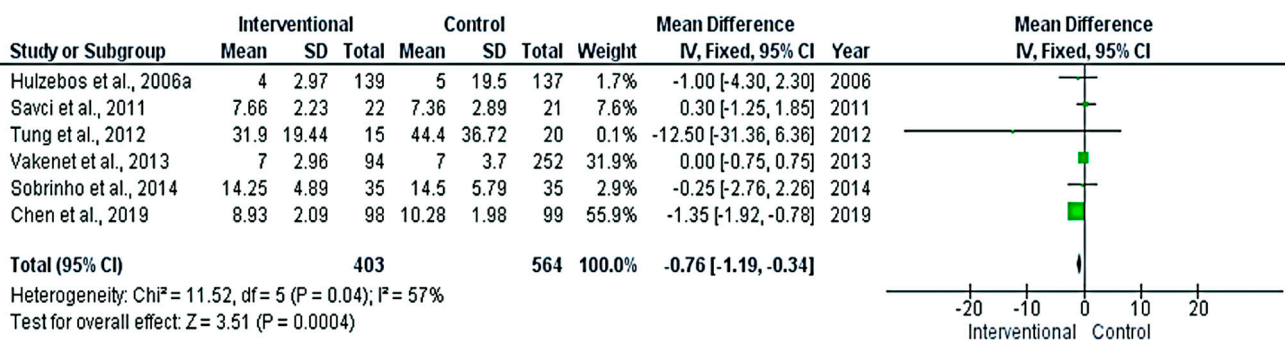 Interventional Control Mean Difference Mean Difference
Study or Subgroup Mean SD Total Mean SD Total Weight IV, Fixed, 95% CI Year IV, Fixed, 95% CI
Hulzebos et al., 2006a 4 2.97 139 5 19.5 137 1.7% -1.00 [-4.30, 2.30] 2006
Savci et al., 2011 7.66 2.23 22 7.36 2.89 21 7.6% 0.30 [-1.25, 1.85] 2011
Tung et al., 2012 31.9 19.44 15 44.4 36.72 20 0.1% -12.50 [-31.36, 6.36] 2012
Vakenet et al., 2013 7 2.96 94 7 3.7 252 31.9% 0.00 [-0.75, 0.75] 2013
Sobrinho et al., 2014 14.25 4.89 35 14.5 5.79 35 2.9% -0.25 [-2.76, 2.26] 2014
Chen et al., 2019 8.93 2.09 98 10.28 1.98 99 55.9% -1.35 [-1.92, -0.78] 2019
Total (95% CI) 403 564 100.0% -0.76 [-1.19, -0.34]
Heterogeneity: Chi² = 11.52, df = 5 (P = 0.04); I² = 57%
Test for overall effect: Z = 3.51 (P = 0.0004)
-20 -10 0 10 20
Interventional Control